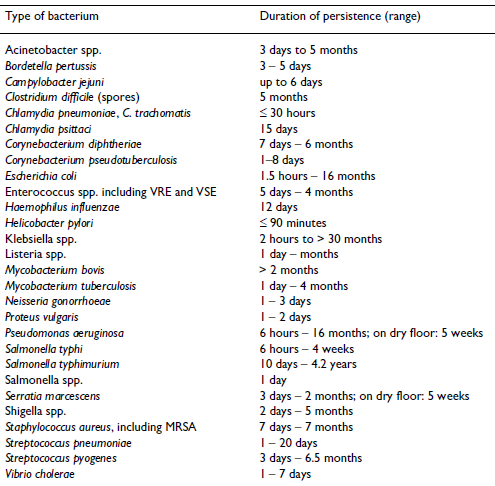 Type of bacterium Duration of persistence (range)
Acinetobacter spp. 3 days to 5 months
Bordetella pertussis 3 – 5 days
Campylobacter jejuni up to 6 days
Clostridium difficile (spores) 5 months
Chlamydia pneumoniae, C. trachomatis ≤ 30 hours
Chlamydia psittaci 15 days
Corynebacterium diphtheriae 7 days – 6 months
Corynebacterium pseudotuberculosis 1–8 days
Escherichia coli 1.5 hours – 16 months
Enterococcus spp. including VRE and VSE 5 days – 4 months
Haemophilus influenzae 12 days
Helicobacter pylori ≤ 90 minutes
Klebsiella spp. 2 hours to > 30 months
Listeria spp. 1 day – months
Mycobacterium bovis > 2 months
Mycobacterium tuberculosis 1 day – 4 months
Neisseria gonorrhoeae 1 – 3 days
Proteus vulgaris 1 – 2 days
Pseudomonas aeruginosa 6 hours – 16 months; on dry floor: 5 weeks
Salmonella typhi 6 hours – 4 weeks
Salmonella typhimurium 10 days – 4.2 years
Salmonella spp. 1 day
Serratia marcescens 3 days – 2 months; on dry floor: 5 weeks
Shigella spp. 2 days – 5 months
Staphylococcus aureus, including MRSA 7 days – 7 months
Streptococcus pneumoniae 1 – 20 days
Streptococcus pyogenes 3 days – 6.5 months
Vibrio cholerae 1 – 7 days